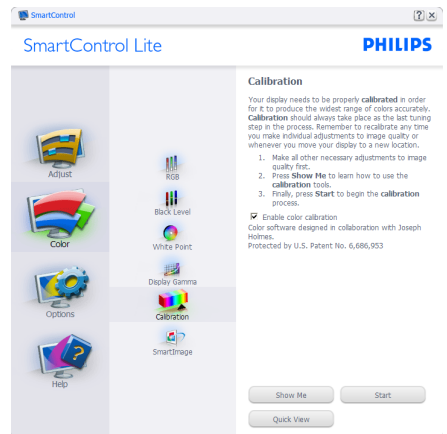 SmartControl
SmartControl Lite
PHILIPS
Adjust
Color
Options
Help
RGB
Black Level
White Point
Display Gamma
Calibration
SmartImage
Calibration
Your display needs to be properly calibrated in order
for it to produce the widest range of colors accurately.
Calibration should always take place as the last tuning
step in the process. Remember to recalibrate any time
you make individual adjustments to image quality or
whenever you move your display to a new location.
1. Make all other necessary adjustments to image
quality first.
2. Press Show Me to learn how to use the
calibration tools.
3. Finally, press Start to begin the calibration
process.
Enable color calibration
Color software designed in collaboration with Joseph
Holmes.
Protected by U.S. Patent No. 6,686,953
Show Me
Start
Quick View